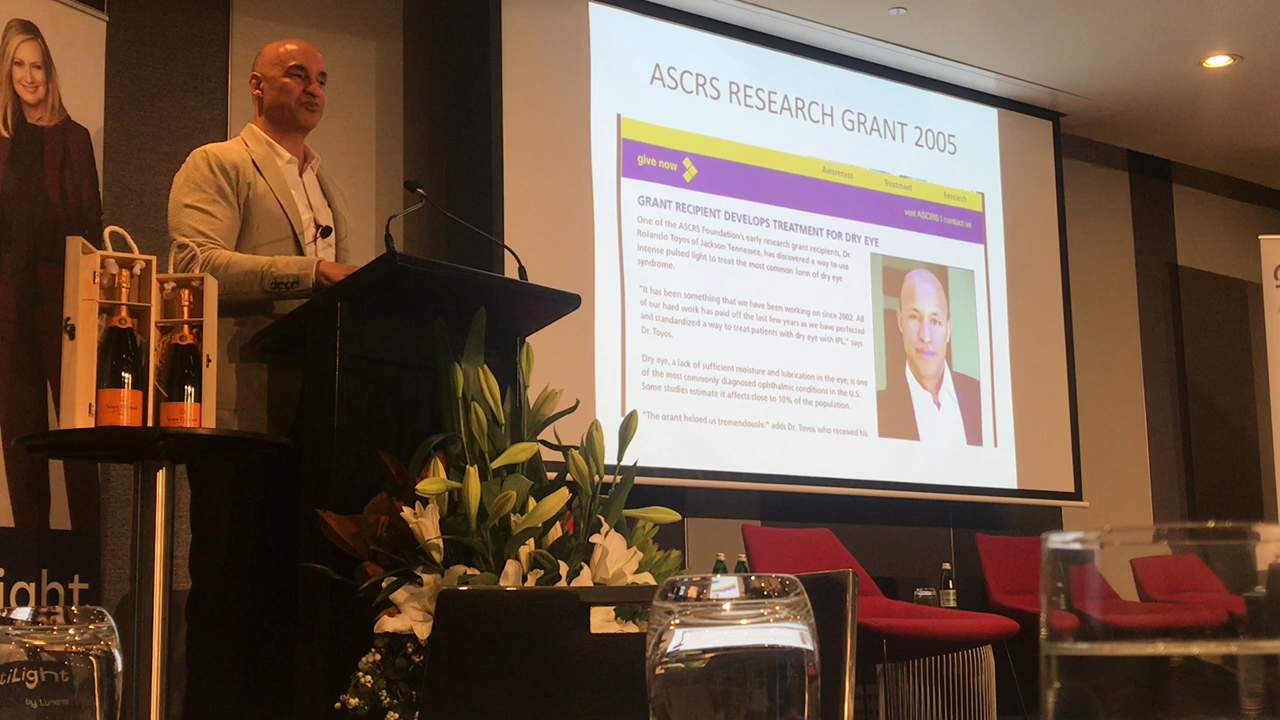 ASCRS RESEARCH GRANT 2005
give now
Awareness
Treatment
Research
visit ASCRS | contact us
GRANT RECIPIENT DEVELOPS TREATMENT FOR DRY EYE
One of the ASCRS Foundation's early research grant recipients, Dr.
Rolando Toyos of Jackson Tennessee, has discovered a way to use
intense pulsed light to treat the most common form of dry eye
syndrome.
"It has been something that we have been working on since 2002. All
of our hard work has paid off the last few years as we have perfected
and standardized a way to treat patients with dry eye with IPL," says
Dr. Toyos.
Dry eye, a lack of sufficient moisture and lubrication in the eye, is one
of the most commonly diagnosed ophthalmic conditions in the U.S.
Some studies estimate it affects close to 10% of the population.
"The grant helped us tremendously," adds Dr. Toyos who received his
ight
tiLight
by Lumenis